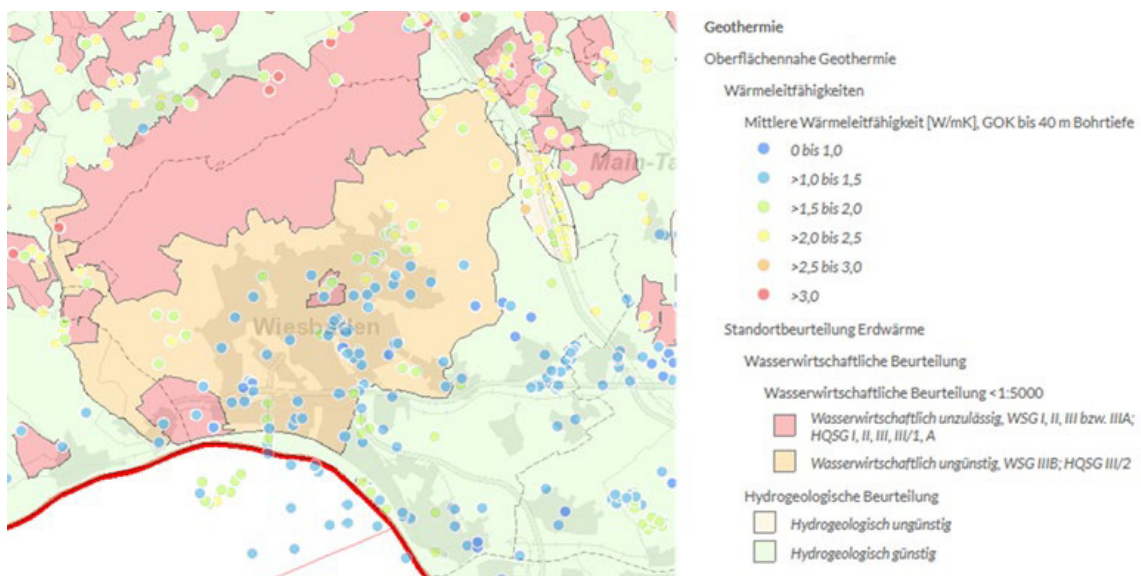 Geothermie
Oberflächennahe Geothermie
Wärmeleitfähigkeiten
Mittlere Wärmeleitfähigkeit [W/mK], GOK bis 40 m Bohrtiefe
0 bis 1,0
>1,0 bis 1,5
>1,5 bis 2,0
>2,0 bis 2,5
>2,5 bis 3,0
>3,0
Standortbeurteilung Erdwärme
Wasserwirtschaftliche Beurteilung
Wasserwirtschaftliche Beurteilung <1:5000
Wasserwirtschaftlich unzulässig, WSG I, II, III bzw. IIIA;
HQSG I, II, III, III/1, A
Wasserwirtschaftlich ungünstig, WSG IIIB; HQSG III/2
Hydrogeologische Beurteilung
Hydrogeologisch ungünstig
Hydrogeologisch günstig
Main-Ta
Wiesbaden